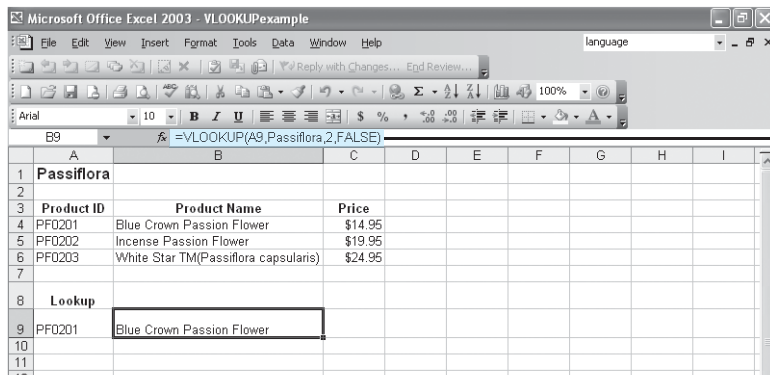 Microsoft Office Excel 2003 - VLOOKUPexample
File Edit View Insert Format Tools Data Window Help language
Reply with Changes... End Review...
100%
Arial 10 B I U $ % ,
B9 fx =VLOOKUP(A9,Passiflora,2,FALSE)
A B C D E F G H I
1 Passiflora
2
3 Product ID Product Name Price
4 PF0201 Blue Crown Passion Flower $14.95
5 PF0202 Incense Passion Flower $19.95
6 PF0203 White Star TM(Passiflora capsularis) $24.95
7
8 Lookup
9 PF0201 Blue Crown Passion Flower
10
11